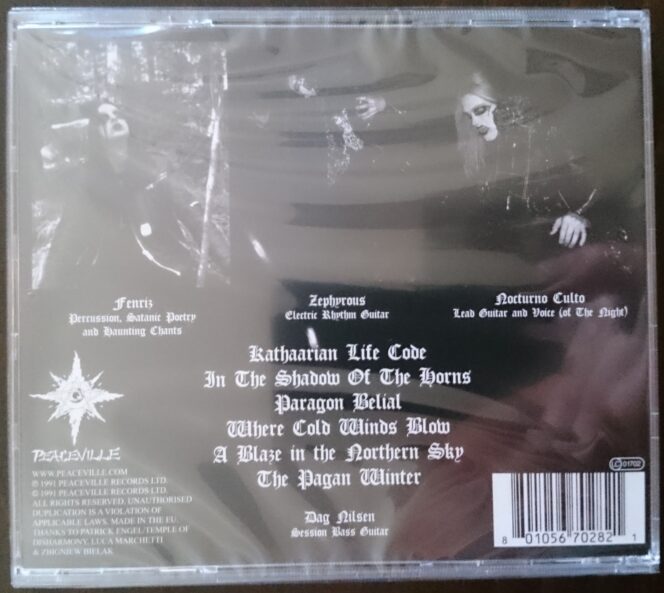 Fenriz
Percussion, Satanic Poetry
and Haunting Chants
Zephyrous
Electric Rhythm Guitar
Nocturno Culto
Lead Guitar and Voice (of The Night)
Kathaarian Life Code
In The Shadow Of The Horns
Paragon Belial
Where Cold Winds Blow
A Blaze in the Northern Sky
The Pagan Winter
Dag Nilsen
Session Bass Guitar
PEACEVILLE
WWW.PEACEVILLE.COM
℗ 1991 PEACEVILLE RECORDS LTD.
© 1991 PEACEVILLE RECORDS LTD.
ALL RIGHTS RESERVED. UNAUTHORISED
DUPLICATION IS A VIOLATION OF
APPLICABLE LAWS. MADE IN THE EU.
THANKS TO PATRICK ENGEL/TEMPLE OF
DISHARMONY, LUCA MARCHETTI
& ZBIGNIEW BIELAK
LC 01702
8 01056 70282 1